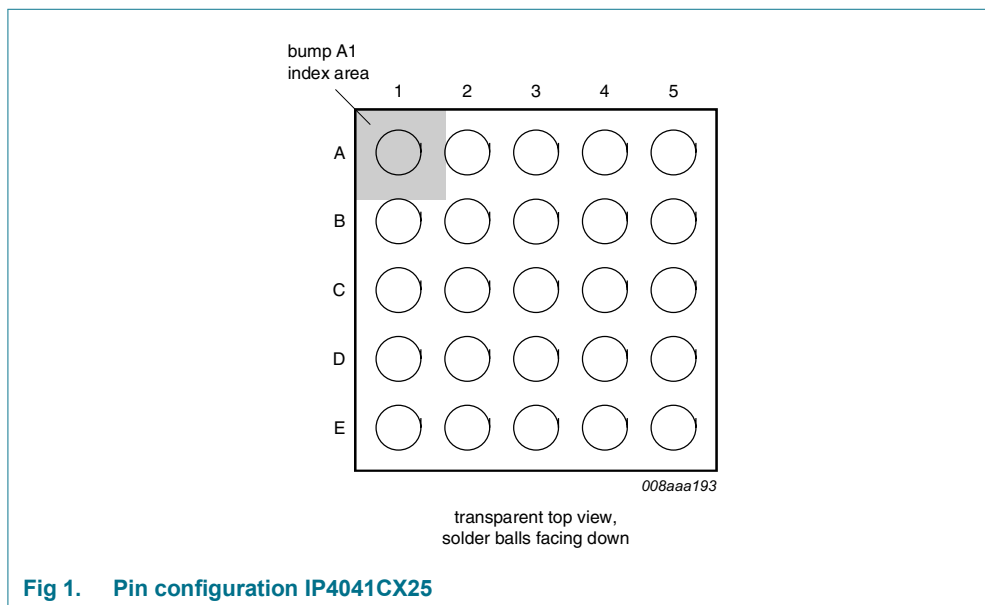 bump A1
index area
1 2 3 4 5
A
B
C
D
E
008aaa193
transparent top view,
solder balls facing down
Fig 1. Pin configuration IP4041CX25